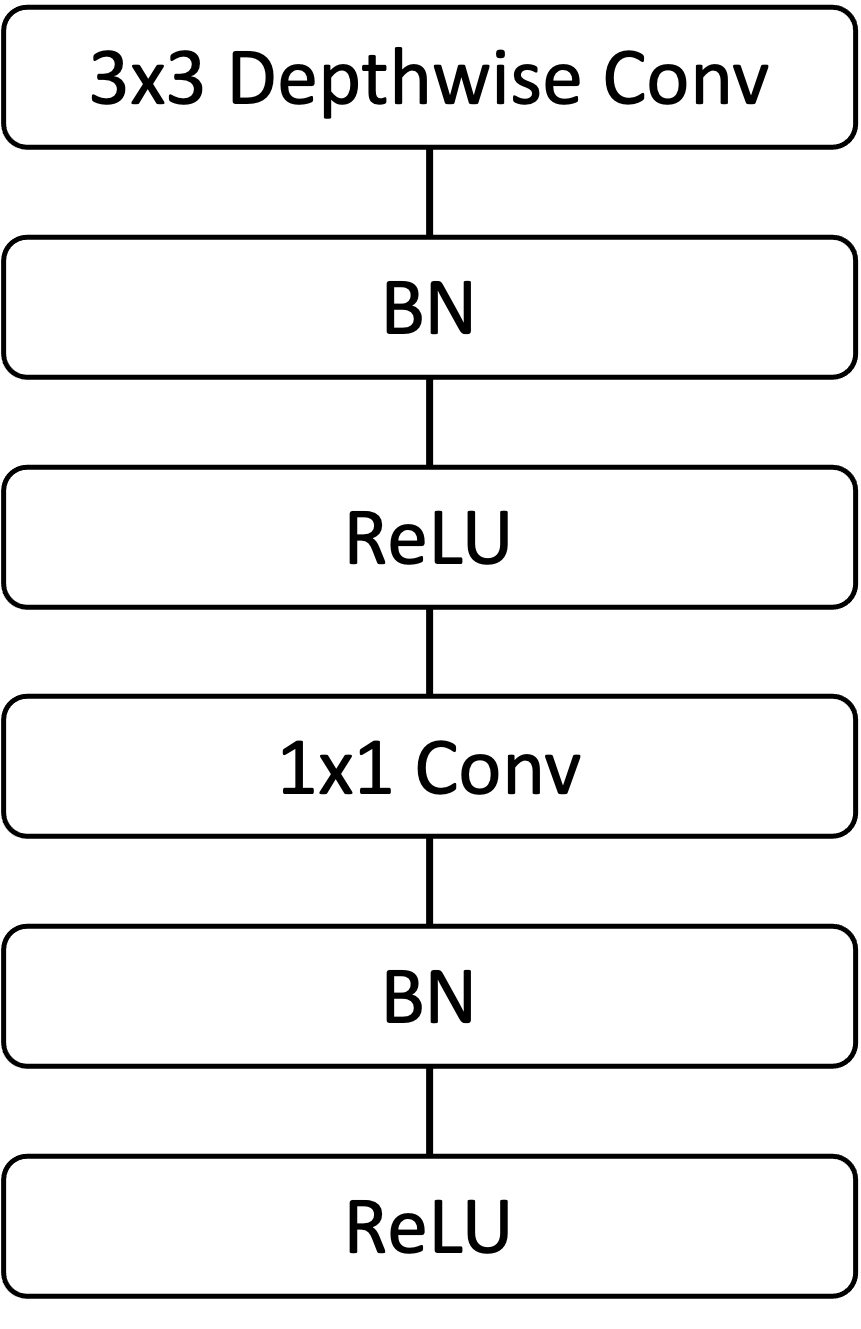 3x3 Depthwise Conv
BN
ReLU
1x1 Conv
BN
ReLU